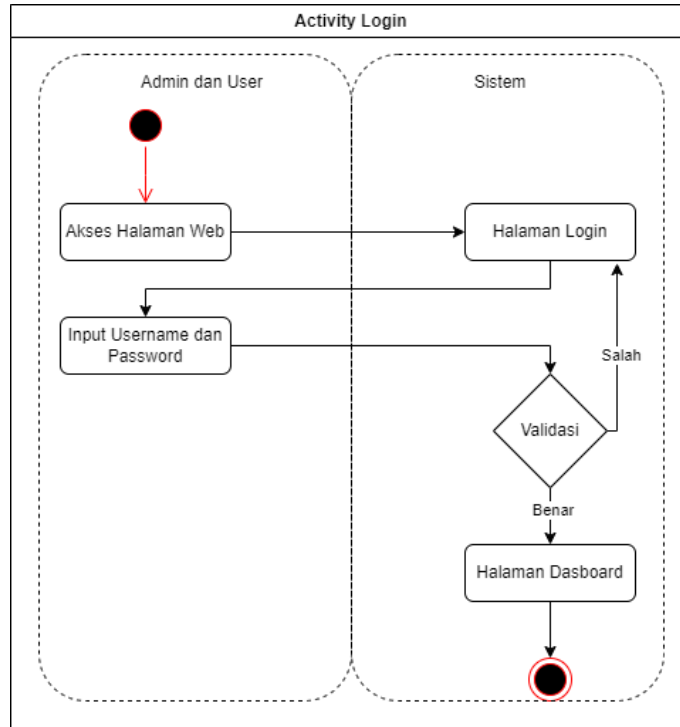 Activity Login
Admin dan User
Sistem
Akses Halaman Web
Halaman Login
Input Username dan
Password
Salah
Validasi
Benar
Halaman Dasboard